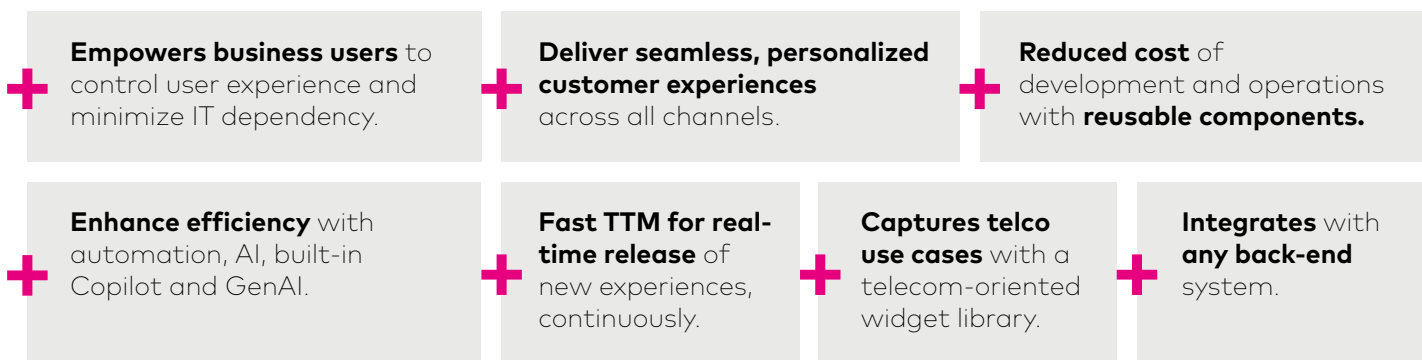 Empowers business users to
control user experience and
minimize IT dependency.
Deliver seamless, personalized
customer experiences
across all channels.
Reduced cost of
development and operations
with reusable components.
Enhance efficiency with
automation, AI, built-in
Copilot and GenAI.
Fast TTM for real-
time release of
new experiences,
continuously.
Captures telco
use cases with a
telecom-oriented
widget library.
Integrates with
any back-end
system.